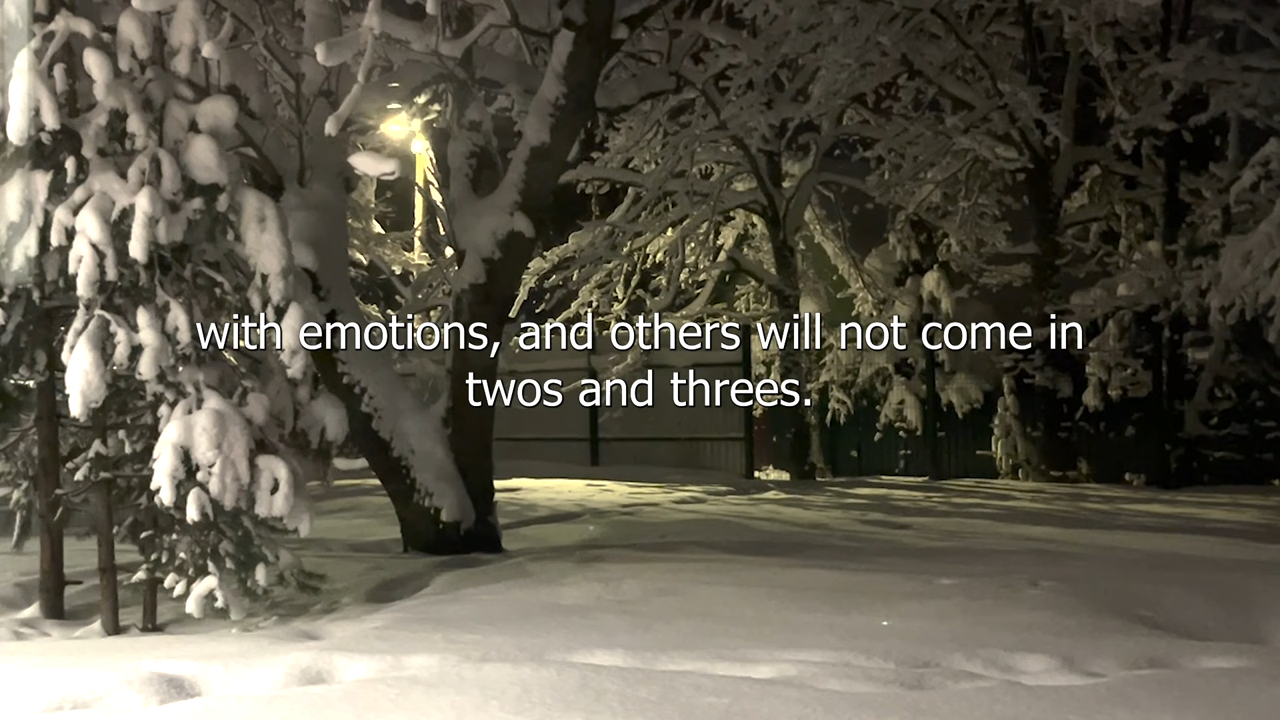 with emotions, and others will not come in
twos and threes.